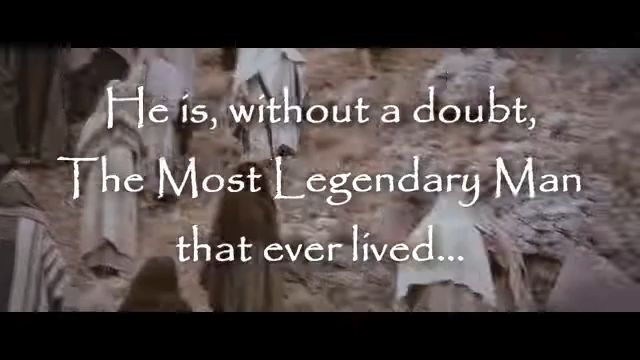 He is, without a doubt,
The Most Legendary Man
that ever lived...